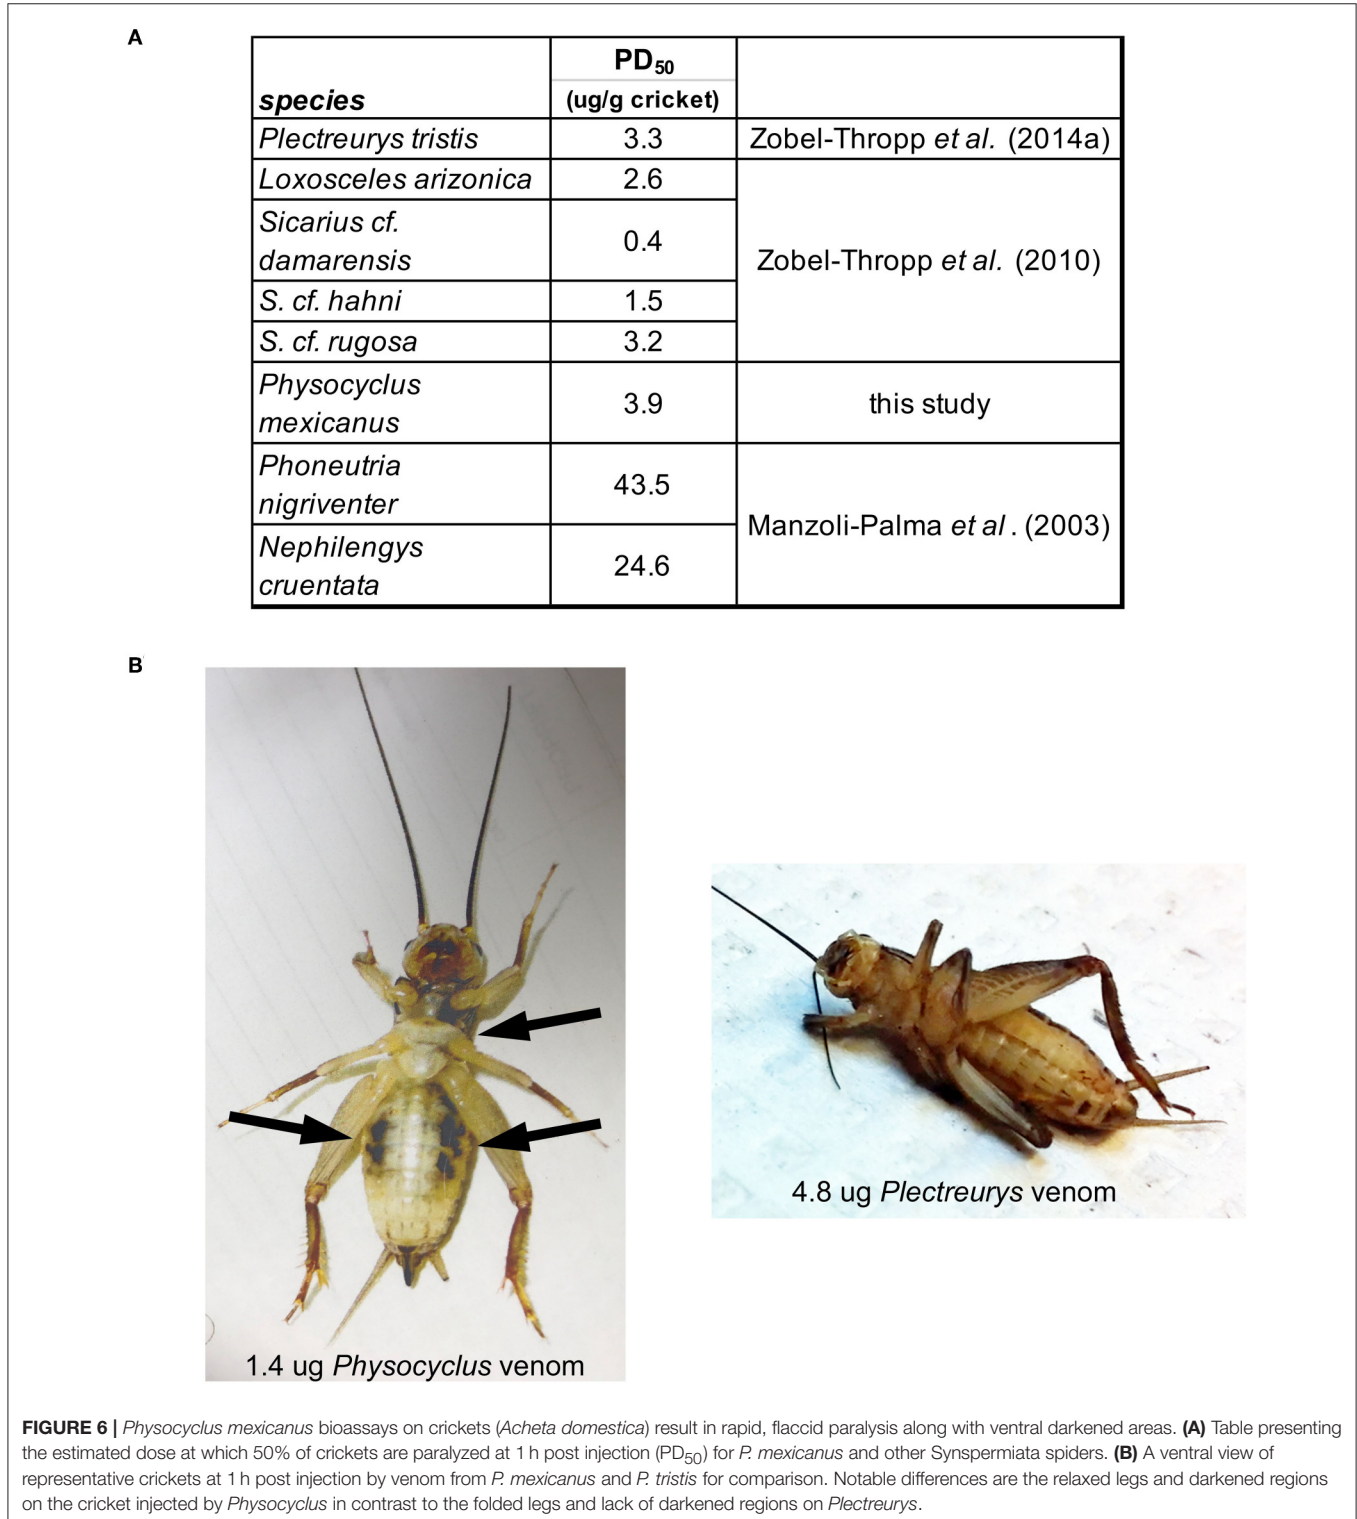 A
species
PD50
(ug/g cricket)
Plectreurys tristis 3.3 Zobel-Thropp et al. (2014a)
Loxosceles arizonica 2.6
Sicarius cf.
damarensis
0.4
Zobel-Thropp et al. (2010)
S. cf. hahni 1.5
S. cf. rugosa 3.2
Physocyclus
mexicanus
3.9 this study
Phoneutria
nigriventer
43.5
Manzoli-Palma et al . (2003)
Nephilengys
cruentata
24.6
B
1.4 ug Physocyclus venom
4.8 ug Plectreurys venom
FIGURE 6 | Physocyclus mexicanus bioassays on crickets (Acheta domestica) result in rapid, flaccid paralysis along with ventral darkened areas. (A) Table presenting
the estimated dose at which 50% of crickets are paralyzed at 1 h post injection (PD50) for P. mexicanus and other Synspermiata spiders. (B) A ventral view of
representative crickets at 1 h post injection by venom from P. mexicanus and P. tristis for comparison. Notable differences are the relaxed legs and darkened regions
on the cricket injected by Physocyclus in contrast to the folded legs and lack of darkened regions on Plectreurys.